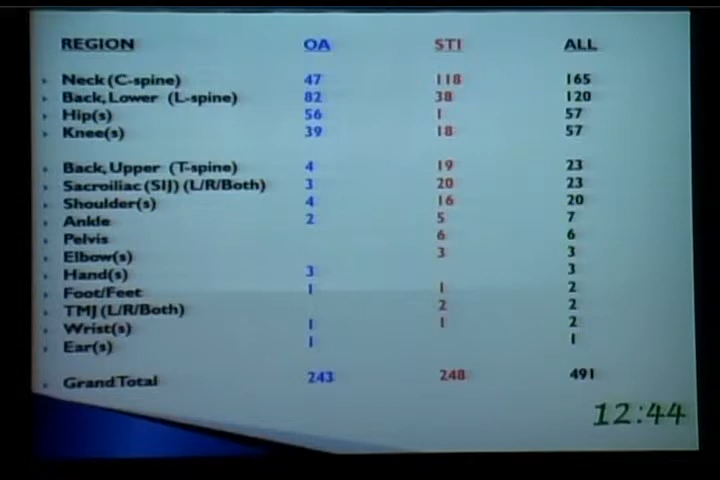 REGION OA STI ALL
Neck (C-spine) 47 118 165
Back, Lower (L-spine) 82 38 120
Hip(s) 56 1 57
Knee(s) 39 18 57
Back, Upper (T-spine) 4 19 23
Sacroiliac (SIJ) (L/R/Both) 3 20 23
Shoulder(s) 4 16 20
Ankle 2 5 7
Pelvis 6 6
Elbow(s) 3 3
Hand(s) 3 3
Foot/Feet 1 1 2
TMJ (L/R/Both) 2 2
Wrist(s) 1 1 2
Ear(s) 1 1
Grand Total 243 248 491
12:44